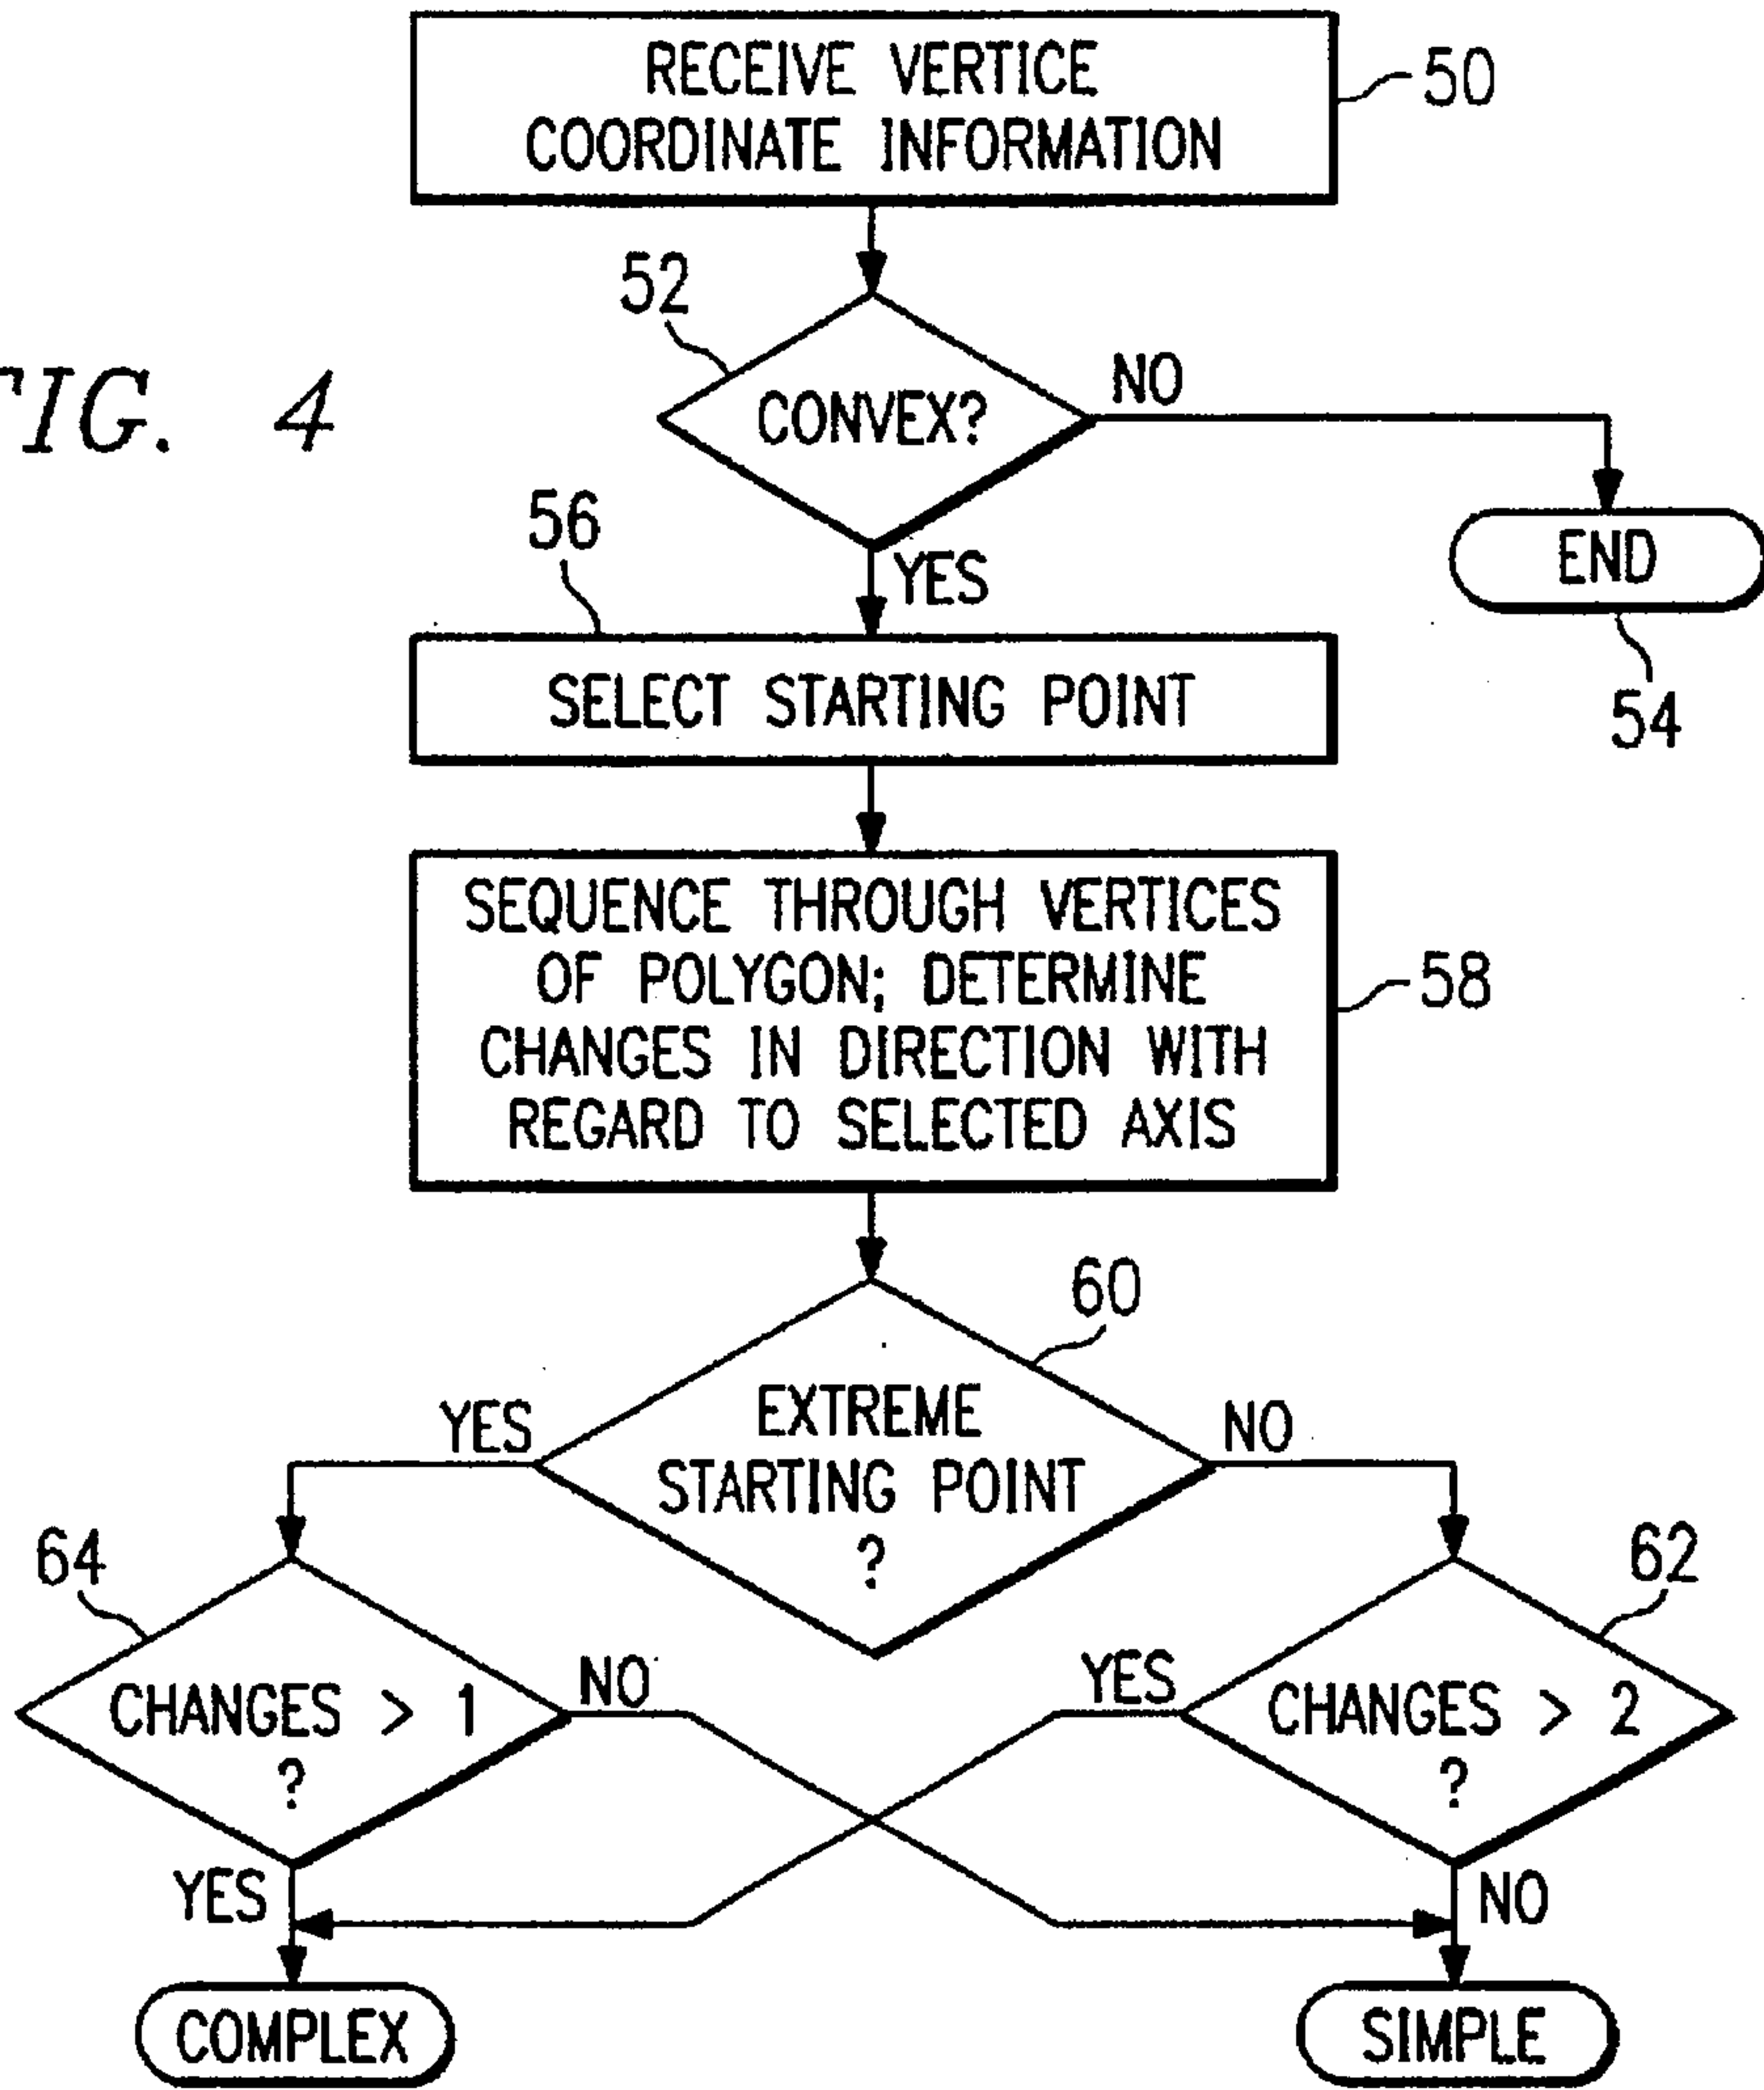 RECEIVE VERTICE
COORDINATE INFORMATION
50
52
CONVEX?
NO
FIG. 4
END
54
YES
56
SELECT STARTING POINT
SEQUENCE THROUGH VERTICES
OF POLYGON; DETERMINE
CHANGES IN DIRECTION WITH
REGARD TO SELECTED AXIS
58
60
EXTREME
STARTING POINT
?
YES
NO
64
CHANGES > 1
?
NO
YES
62
CHANGES > 2
?
YES
NO
COMPLEX
SIMPLE